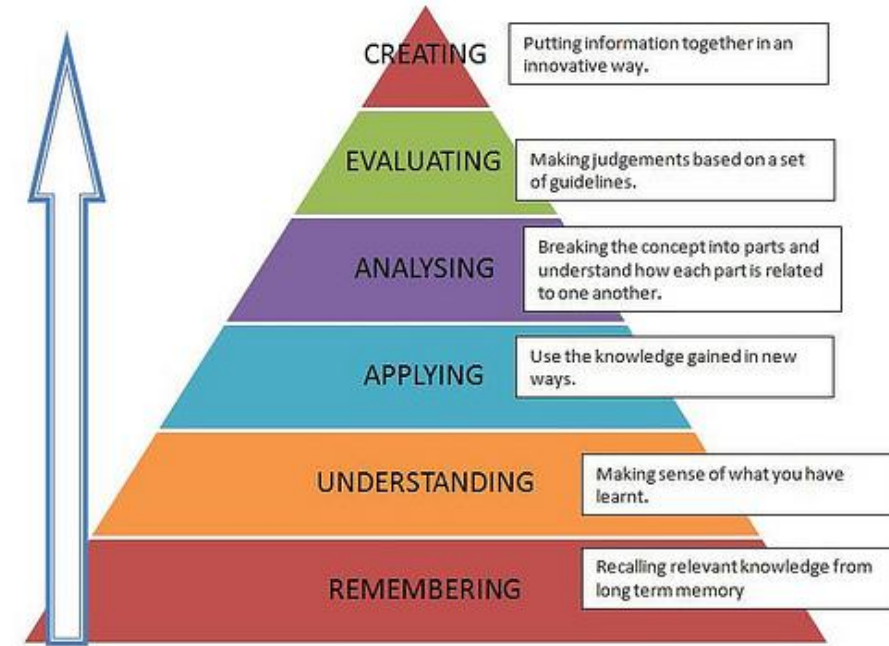 CREATING
Putting information together in an
innovative way.
EVALUATING
Making judgements based on a set
of guidelines.
ANALYSING
Breaking the concept into parts and
understand how each part is related
to one another.
APPLYING
Use the knowledge gained in new
ways.
UNDERSTANDING
Making sense of what you have
learnt.
REMEMBERING
Recalling relevant knowledge from
long term memory